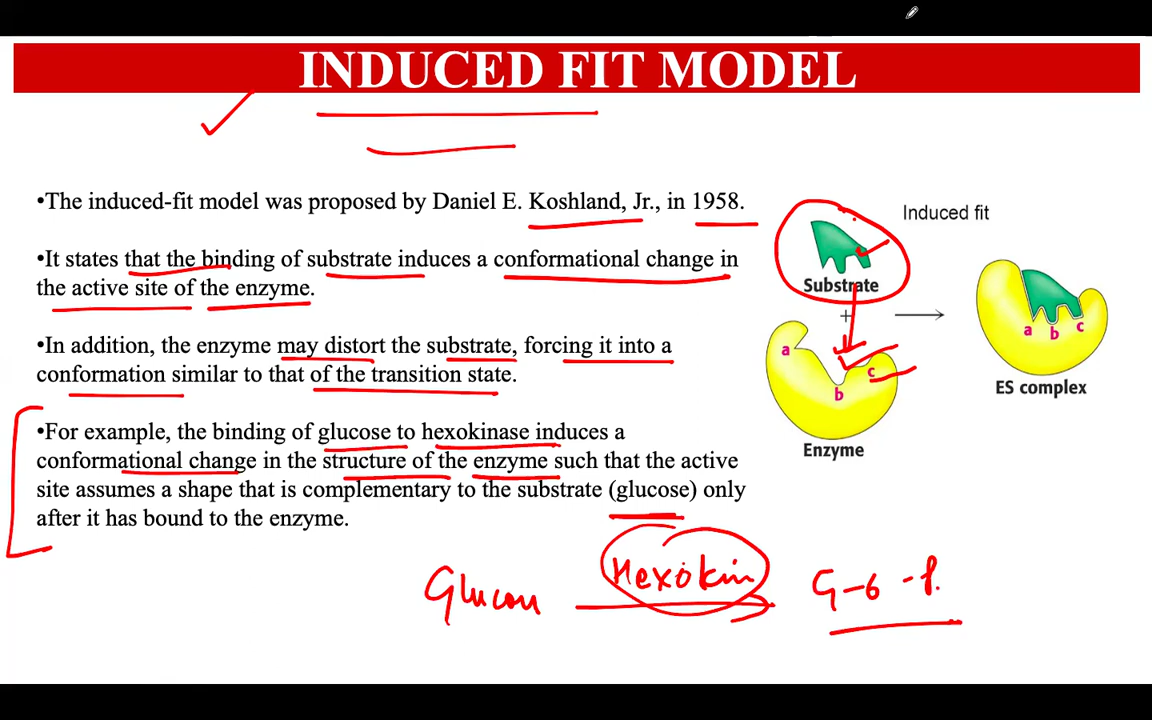 INDUCED FIT MODEL
•The induced-fit model was proposed by Daniel E. Koshland, Jr., in 1958.
•It states that the binding of substrate induces a conformational change in
the active site of the enzyme.
•In addition, the enzyme may distort the substrate, forcing it into a
conformation similar to that of the transition state.
•For example, the binding of glucose to hexokinase induces a
conformational change in the structure of the enzyme such that the active
site assumes a shape that is complementary to the substrate (glucose) only
after it has bound to the enzyme.
Induced fit
Substrate
+
a
b
c
Enzyme
a b c
ES complex
Hexokin
G-6-P.